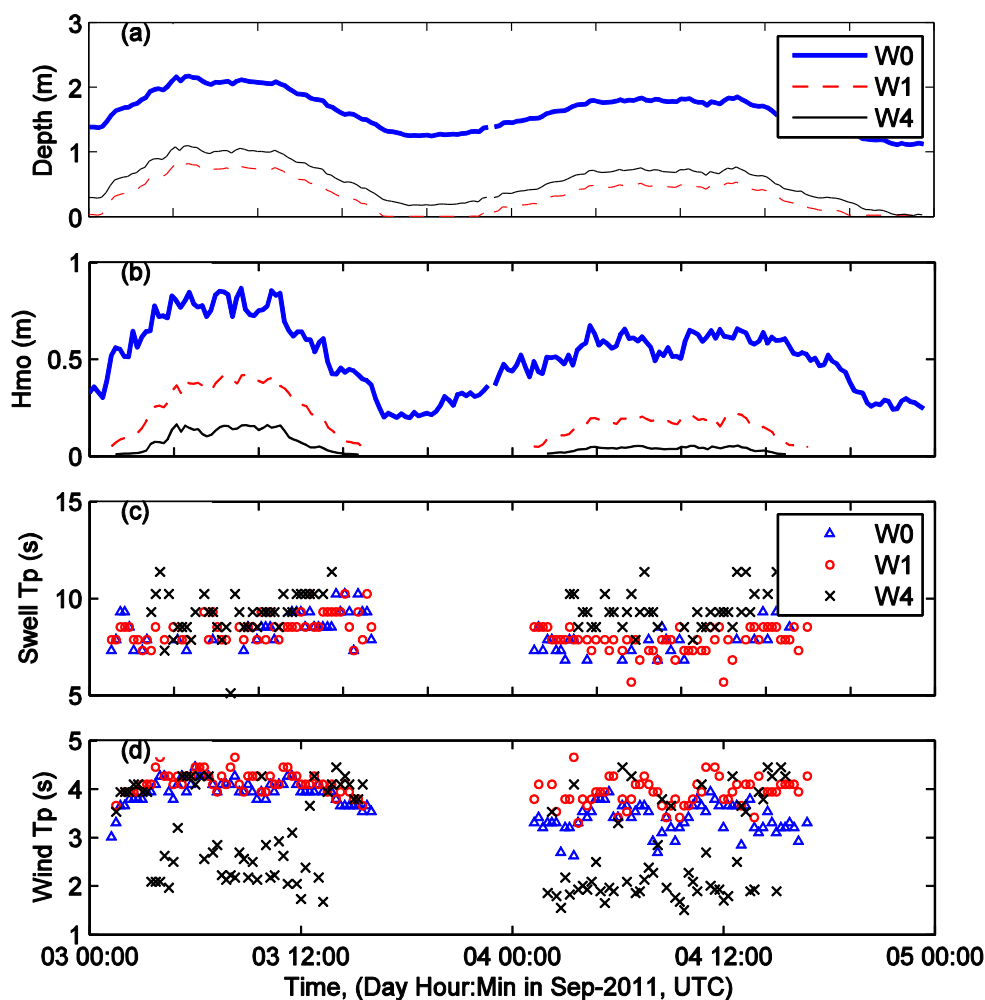 (a)
3
2
1
0
Depth (m)
W0
W1
W4
(b)
1
0.5
0
Hmo (m)
(c)
15
10
5
Swell Tp (s)
W0
W1
W4
(d)
5
4
3
2
1
Wind Tp (s)
03 00:00 03 12:00 04 00:00 04 12:00 05 00:00
Time, (Day Hour:Min in Sep-2011, UTC)